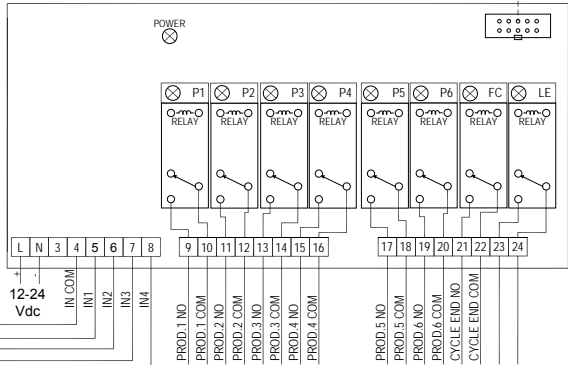 POWER
P1 P2 P3 P4 P5 P6 FC LE
RELAY RELAY RELAY RELAY RELAY RELAY RELAY RELAY
L N 3 4 5 6 7 8 9 10 11 12 13 14 15 16 17 18 19 20 21 22 23 24
+ -
12-24
Vdc
IN COM
IN1
IN2
IN3
IN4
PROD.1 NO
PROD.1 COM
PROD.2 NO
PROD.2 COM
PROD.3 NO
PROD.3 COM
PROD.4 NO
PROD.4 COM
PROD.5 NO
PROD.5 COM
PROD.6 NO
PROD.6 COM
CYCLE END NO
CYCLE END COM